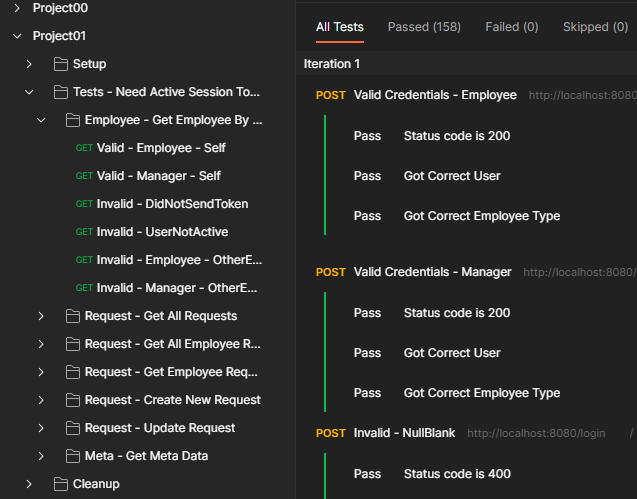 Project00
Project01
Setup
Tests - Need Active Session To...
Employee - Get Employee By ...
GET Valid - Employee - Self
GET Valid - Manager - Self
GET Invalid - DidNotSendToken
GET Invalid - UserNotActive
GET Invalid - Employee - OtherE...
GET Invalid - Manager - OtherE...
Request - Get All Requests
Request - Get All Employee R...
Request - Get Employee Req...
Request - Create New Request
Request - Update Request
Meta - Get Meta Data
Cleanup
All Tests Passed (158) Failed (0) Skipped (0)
Iteration 1
POST Valid Credentials - Employee http://localhost:8080
Pass Status code is 200
Pass Got Correct User
Pass Got Correct Employee Type
POST Valid Credentials - Manager http://localhost:8080/
Pass Status code is 200
Pass Got Correct User
Pass Got Correct Employee Type
POST Invalid - NullBlank http://localhost:8080/login /
Pass Status code is 400